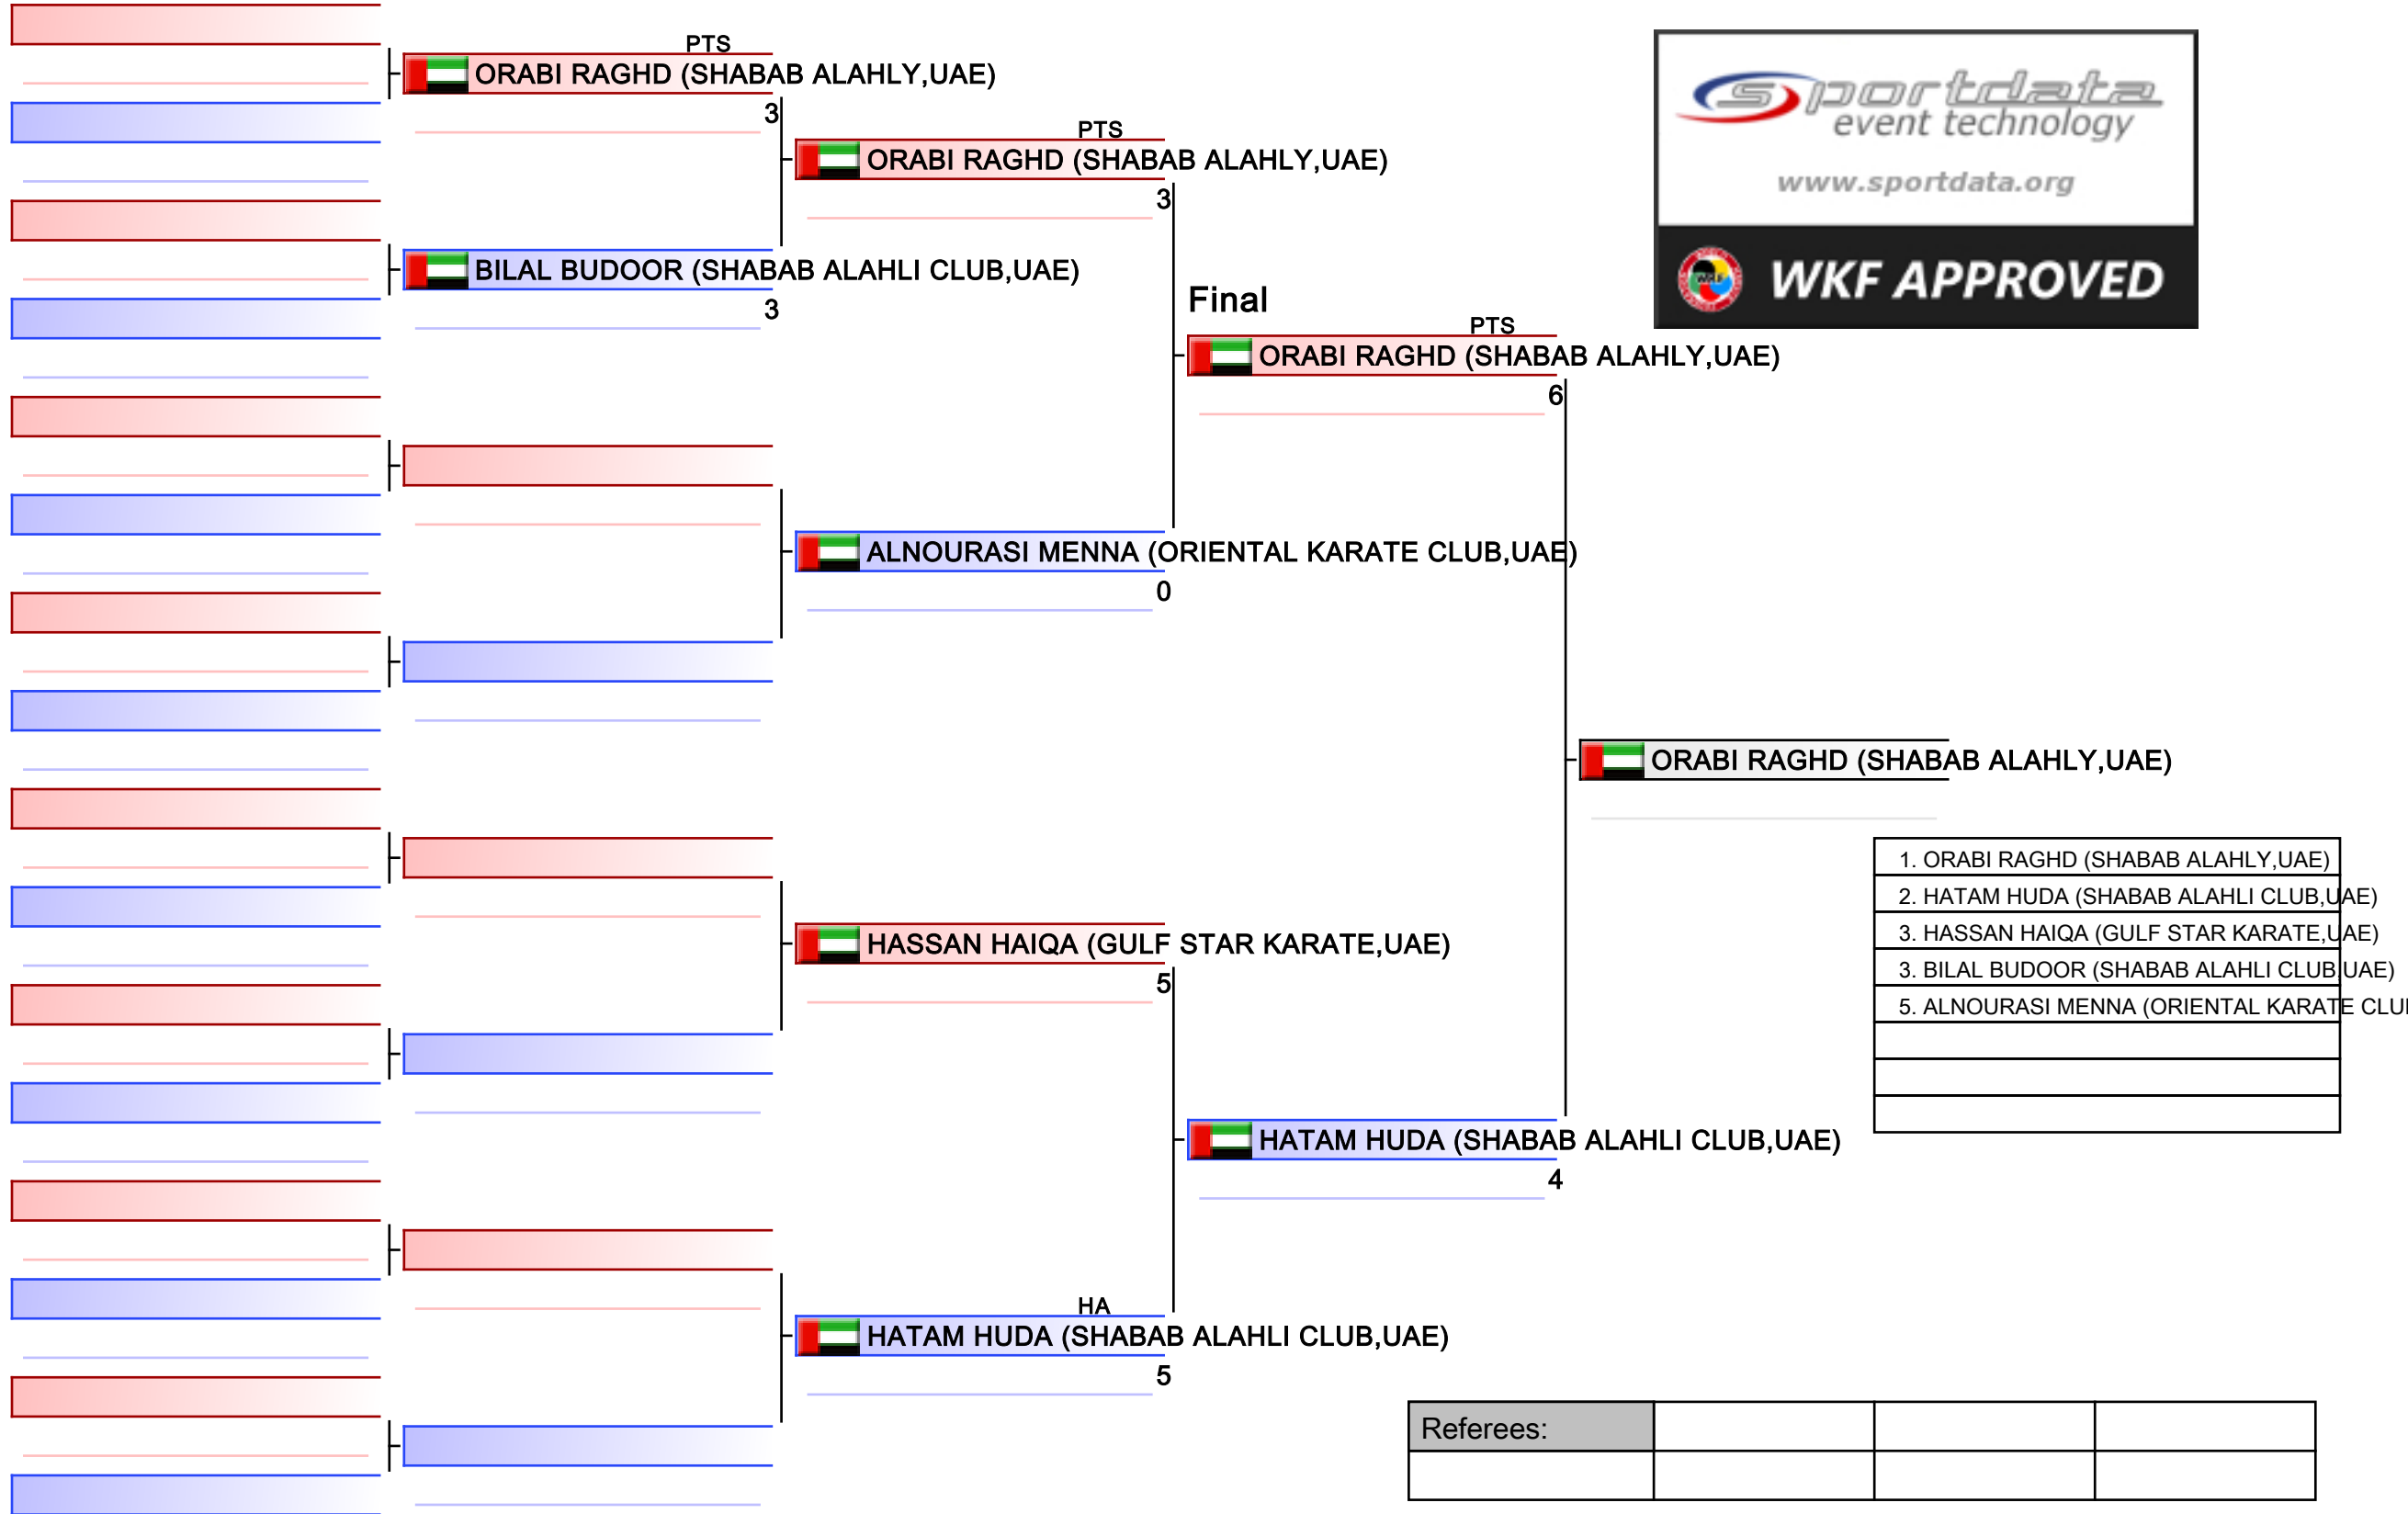 PTS
ORABI RAGHD (SHABAB ALAHLY,UAE)
3
BILAL BUDOOR (SHABAB ALAHLI CLUB,UAE)
3
PTS
ORABI RAGHD (SHABAB ALAHLY,UAE)
3
ALNOURASI MENNA (ORIENTAL KARATE CLUB,UAE)
0
HASSAN HAIQA (GULF STAR KARATE,UAE)
5
HA
HATAM HUDA (SHABAB ALAHLI CLUB,UAE)
5
Final
PTS
ORABI RAGHD (SHABAB ALAHLY,UAE)
6
HATAM HUDA (SHABAB ALAHLI CLUB,UAE)
4
ORABI RAGHD (SHABAB ALAHLY,UAE)
sportdata
event technology
www.sportdata.org
WKF
WKF APPROVED
1. ORABI RAGHD (SHABAB ALAHLY,UAE)
2. HATAM HUDA (SHABAB ALAHLI CLUB,UAE)
3. HASSAN HAIQA (GULF STAR KARATE,UAE)
3. BILAL BUDOOR (SHABAB ALAHLI CLUB,UAE)
5. ALNOURASI MENNA (ORIENTAL KARATE CLU
Referees: